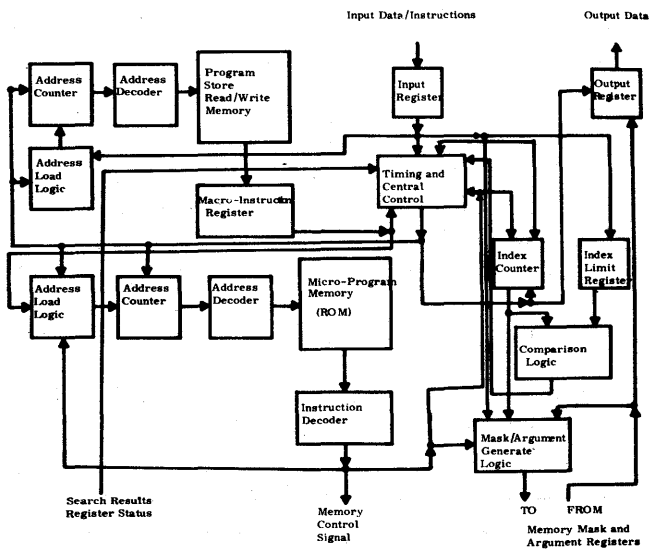 Input Data/Instructions
Output Data
Address
Counter
Address
Decoder
Program
Store
Read/Write
Memory
Input
Register
Output
Register
Address
Load
Logic
Macro-Instruction
Register
Timing and
Central
Control
Index
Counter
Index
Limit
Register
Address
Load
Logic
Address
Counter
Address
Decoder
Micro-Program
Memory
(ROM)
Comparison
Logic
Instruction
Decoder
Mask/Argument
Generate
Logic
Search Results
Register Status
Memory
Control
Signal
TO
FROM
Memory Mask and
Argument Registers